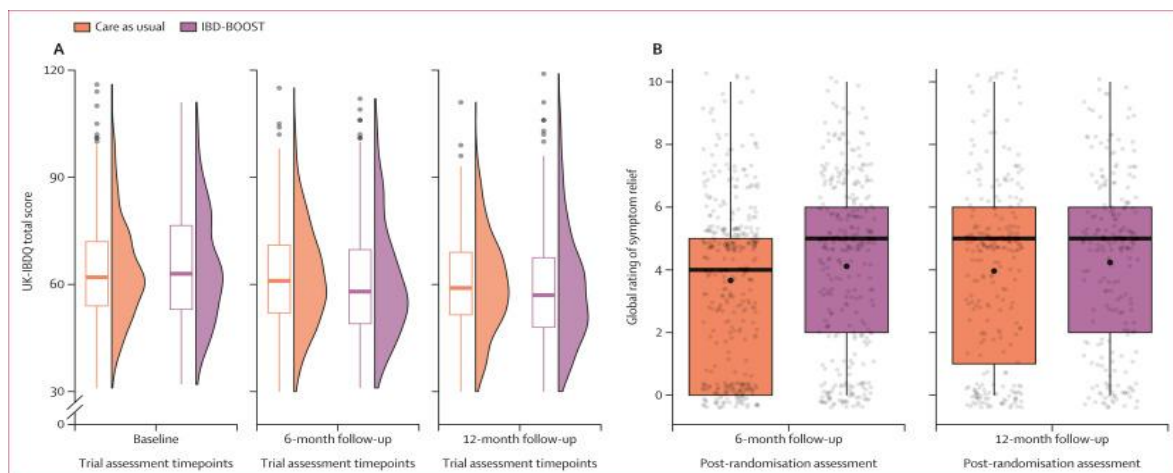 Care as usual
IBD-BOOST
A
UK-IBDQ total score
120
90
60
30
0
Baseline
6-month follow-up
12-month follow-up
Trial assessment timepoints
Trial assessment timepoints
Trial assessment timepoints
B
Global rating of symptom relief
10
8
6
4
2
0
6-month follow-up
12-month follow-up
Post-randomisation assessment
Post-randomisation assessment